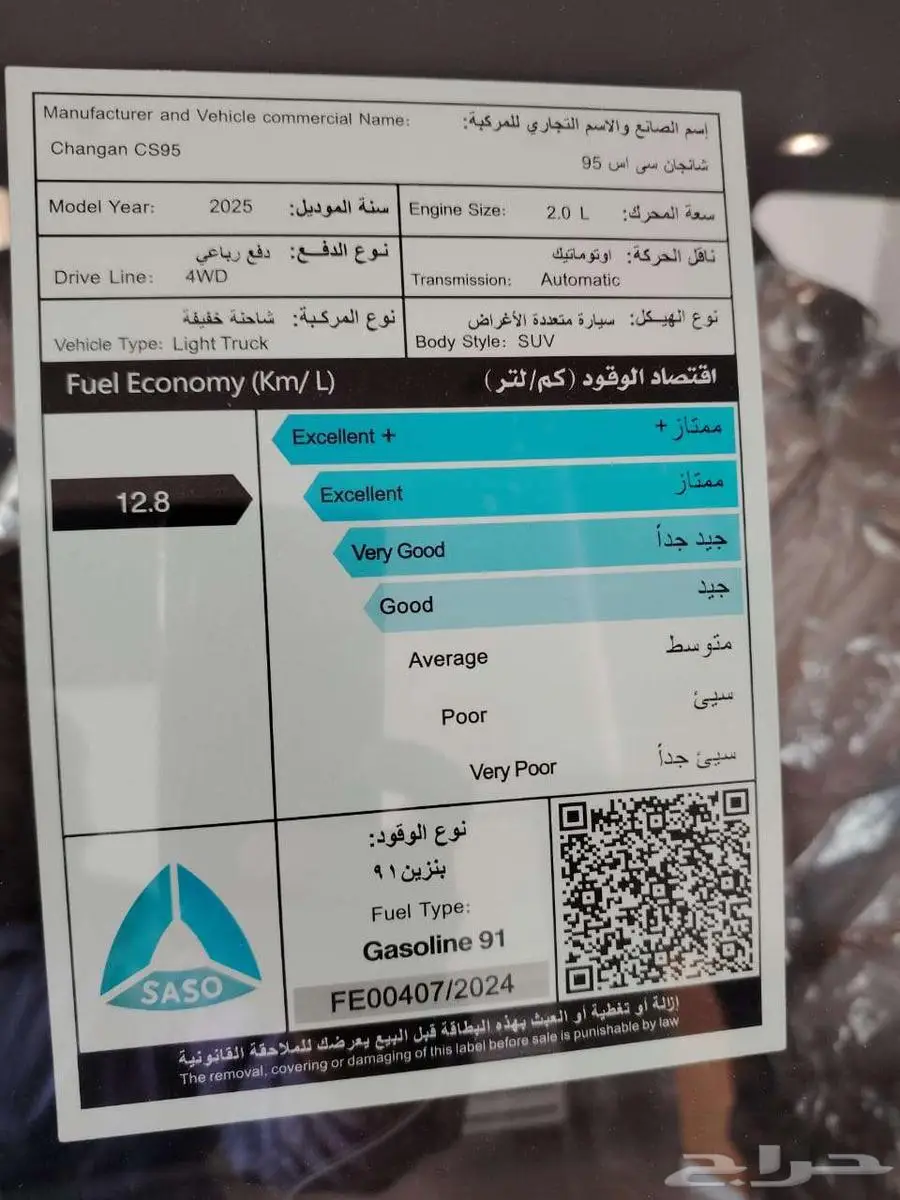 Manufacturer and Vehicle commercial Name: إسم الصانع والاسم التجاري للمركبة:
Changan CS95 شانجان سى اس 95
Model Year: 2025 سنة الموديل:
Engine Size: 2.0 L سعة المحرك:
نوع الدفع: دفع رباعي
Drive Line: 4WD
ناقل الحركة: اوتوماتيك
Transmission: Automatic
نوع المركبة: شاحنة خفيفة
Vehicle Type: Light Truck
نوع الهيكل: سيارة متعددة الأغراض
Body Style: SUV
Fuel Economy (Km/ L) اقتصاد الوقود (كم/لتر)
12.8
Excellent + ممتاز +
Excellent ممتاز
Very Good جيد جداً
Good جيد
Average متوسط
Poor سيئ
Very Poor سيئ جداً
SASO
نوع الوقود:
بنزين ٩١
Fuel Type:
Gasoline 91
FE00407/2024
إزالة أو تغطية أو العبث بهذه البطاقة قبل البيع يعرضك للملاحقة القانونية
The removal, covering or damaging of this label before sale is punishable by law
حراج